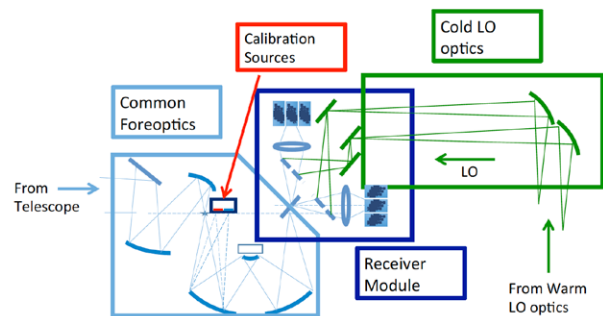 Cold LO
optics
Calibration
Sources
Common
Foreoptics
From
Telescope
LO
Receiver
Module
From Warm
LO optics